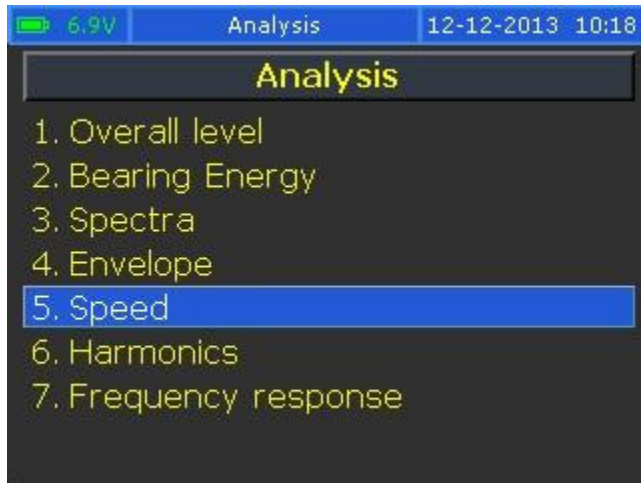 6.9V Analysis 12-12-2013 10:18
Analysis
1. Overall level
2. Bearing Energy
3. Spectra
4. Envelope
5. Speed
6. Harmonics
7. Frequency response